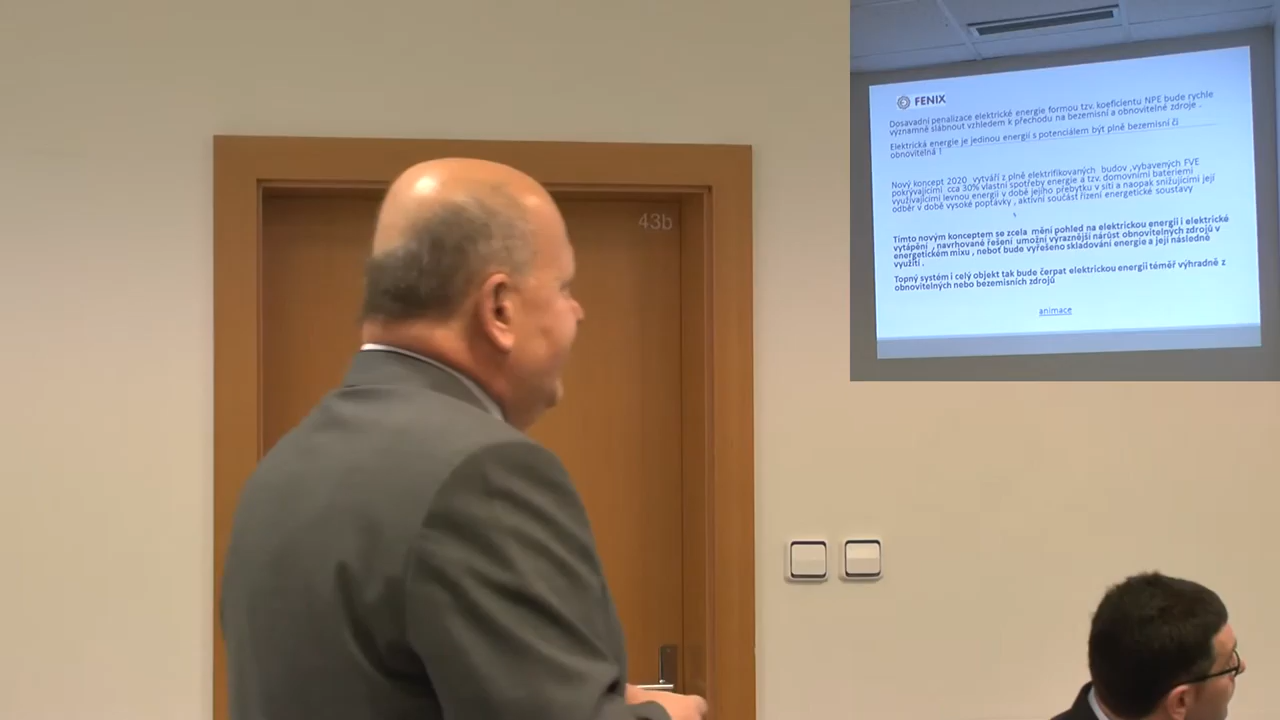 43b
FENIX
Dosavadní penalizace elektrické energie formou tzv. koeficientu NPE bude rychle
významně slábnout vzhledem k přechodu na bezemisní a obnovitelné zdroje .
Elektrická energie je jedinou energií s potenciálem být plně bezemisní či
obnovitelná !
Nový koncept 2020 vytváří z plně elektrifikovaných budov ,vybavených FVE
pokrývajícími cca 30% vlastní spotřeby energie a tzv. domovními bateriemi
využívajícími levnou energii v době jejího přebytku v síti a naopak snižujícími její
odběr v době vysoké poptávky , aktivní součást řízení energetické soustavy
Tímto novým konceptem se zcela mění pohled na elektrickou energii i elektrické
vytápění , navrhované řešení umožní výraznější nárůst obnovitelných zdrojů v
energetickém mixu , neboť bude vyřešeno skladování energie a její následné
využití .
Topný systém i celý objekt tak bude čerpat elektrickou energii téměř výhradně z
obnovitelných nebo bezemisních zdrojů
animace